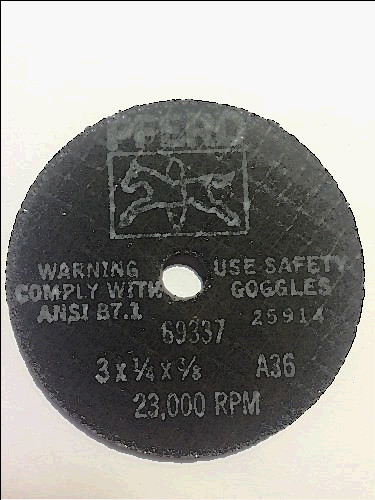 PFERD
WARNING
COMPLY WITH
ANSI B7.1
USE SAFETY
GOGGLES
25914
69337
3 x 1/4 x 3/8 A36
23,000 RPM